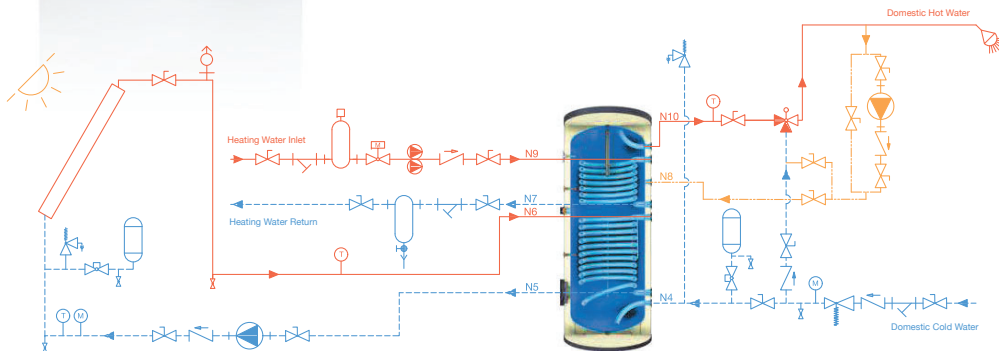 Domestic Hot Water
T
N10
Heating Water Inlet
M
N9
N8
N7
Heating Water Return
N6
T
N5
N4
M
T
M
Domestic Cold Water